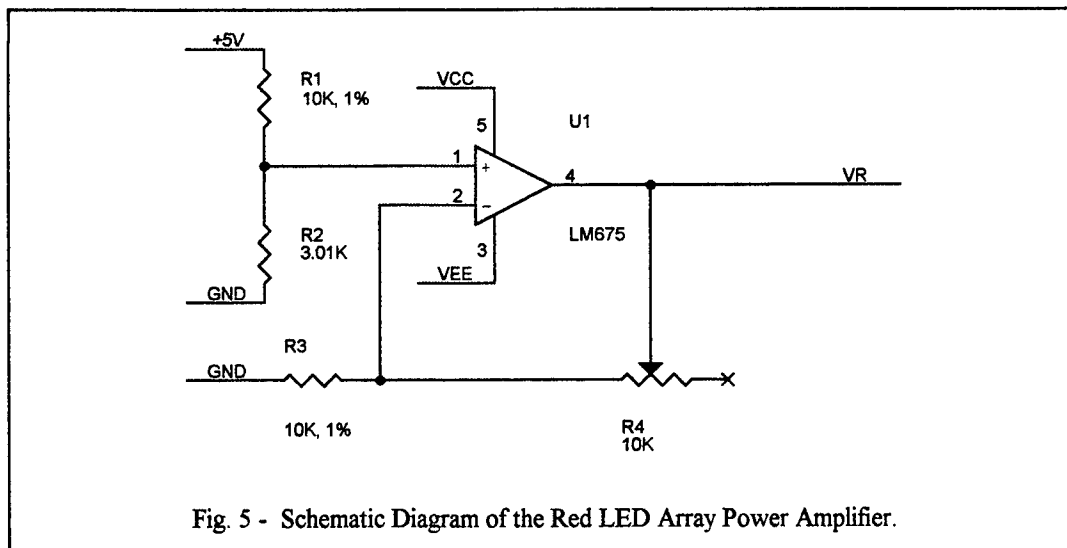 +5V
R1
10K, 1%
VCC
5
U1
1
+
4
VR
2
-
R2
3.01K
LM675
3
VEE
GND
R3
GND
10K, 1%
R4
10K
Fig. 5 - Schematic Diagram of the Red LED Array Power Amplifier.